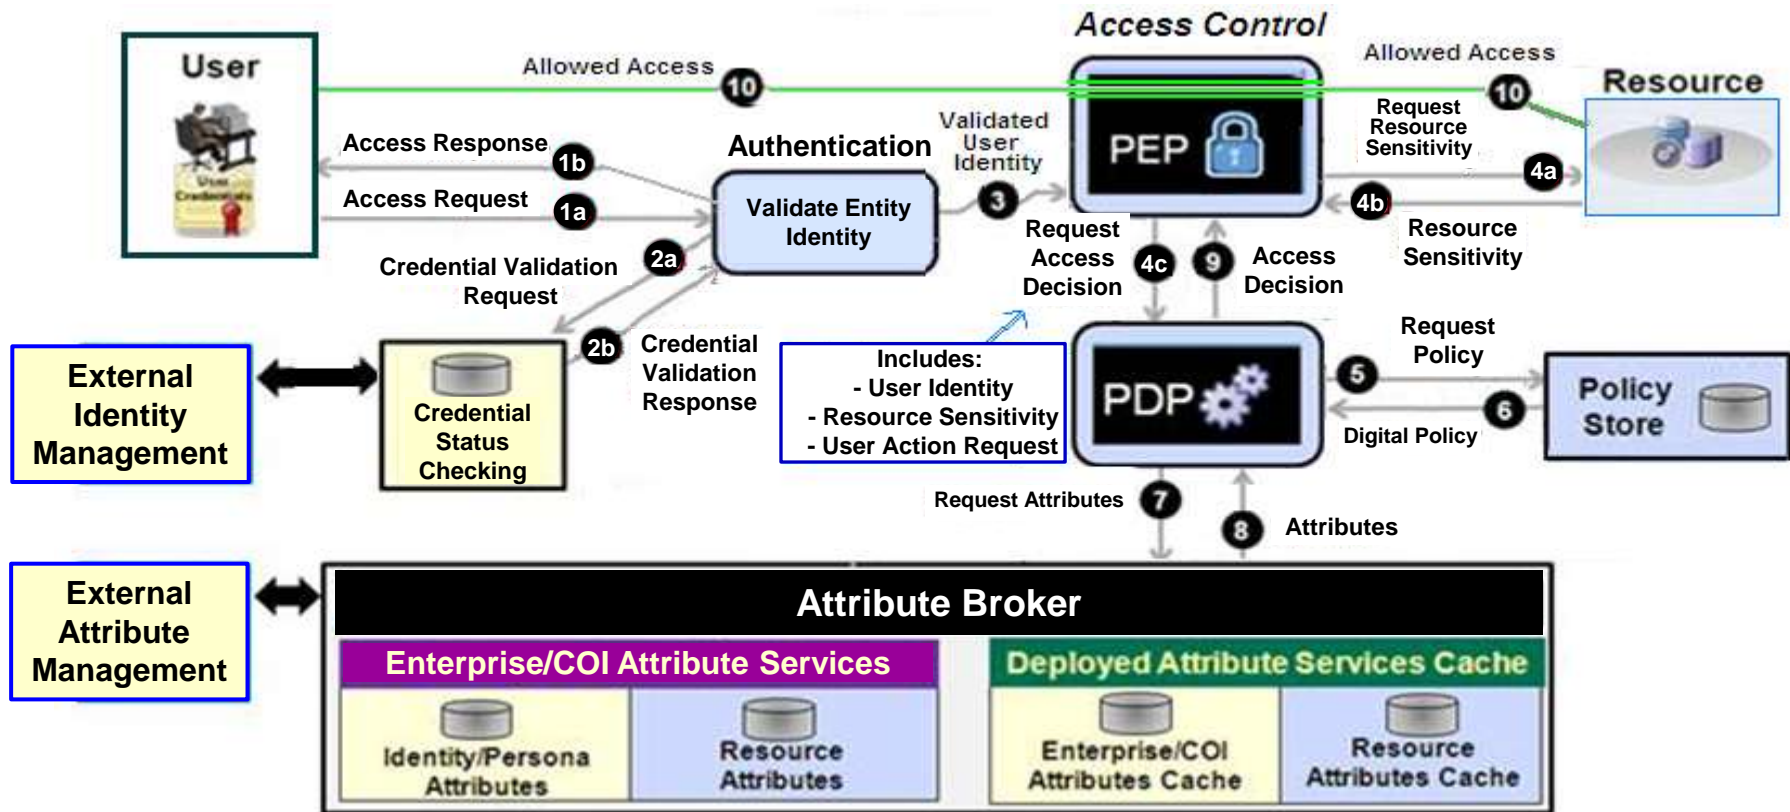 Access Control
User
Allowed Access
10
Allowed Access
10
Resource
User
Credentials
Access Response
1b
Access Request
1a
Authentication
Validate Entity
Identity
Validated
User
Identity
3
PEP
Request
Resource
Sensitivity
4a
4b
Resource
Sensitivity
2a
Credential Validation
Request
2b
Credential
Validation
Response
Request
Access
Decision
4c
9
Access
Decision
External
Identity
Management
Credential
Status
Checking
Includes:
- User Identity
- Resource Sensitivity
- User Action Request
PDP
Request
Policy
5
6
Digital Policy
Policy
Store
Request Attributes
7
8
Attributes
External
Attribute
Management
Attribute Broker
Enterprise/COI Attribute Services
Identity/Persona
Attributes
Resource
Attributes
Deployed Attribute Services Cache
Enterprise/COI
Attributes Cache
Resource
Attributes Cache